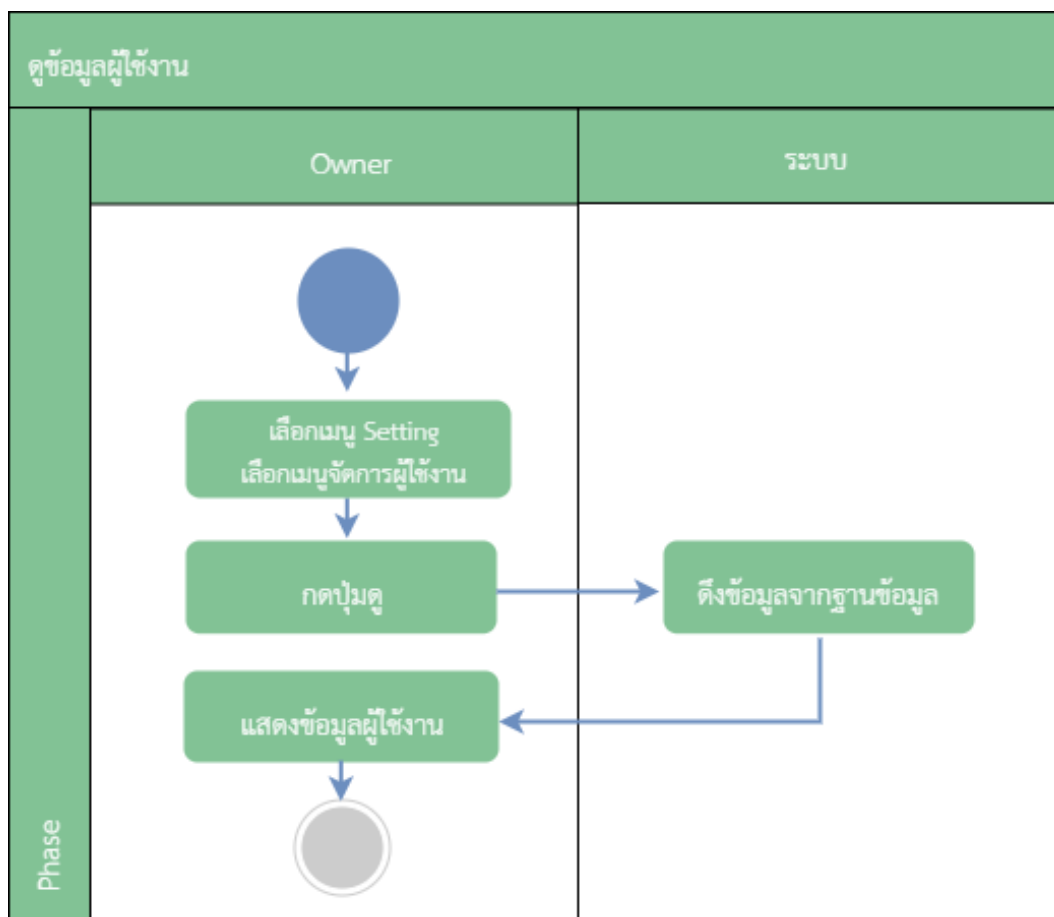 ดูข้อมูลผู้ใช้งาน
Owner
ระบบ
เลือกเมนู Setting
เลือกเมนูจัดการผู้ใช้งาน
กดปุ่มดู
ดึงข้อมูลจากฐานข้อมูล
แสดงข้อมูลผู้ใช้งาน
Phase